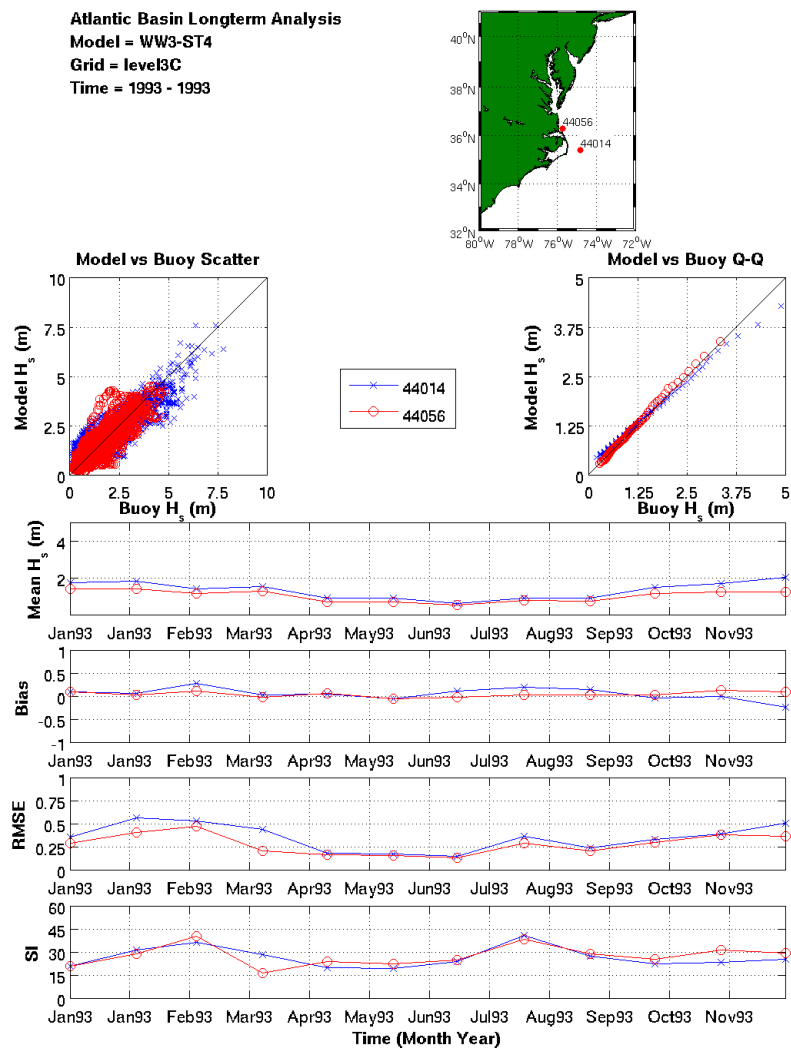 Atlantic Basin Longterm Analysis
Model = WW3-ST4
Grid = level3C
Time = 1993 - 1993
40°N
38°N
36°N
34°N
32°N
80°W 78°W 76°W 74°W 72°W
44056
44014
Model vs Buoy Scatter
10
7.5
5
2.5
0
0 2.5 5 7.5 10
Model Hs (m)
Buoy Hs (m)
44014
44056
Model vs Buoy Q-Q
5
3.75
2.5
1.25
0
0 1.25 2.5 3.75 5
Model Hs (m)
Buoy Hs (m)
Mean Hs (m)
4
2
Jan93 Jan93 Feb93 Mar93 Apr93 May93 Jun93 Jul93 Aug93 Sep93 Oct93 Nov93
Bias
1
0.5
0
-0.5
-1
Jan93 Jan93 Feb93 Mar93 Apr93 May93 Jun93 Jul93 Aug93 Sep93 Oct93 Nov93
RMSE
1
0.75
0.5
0.25
0
Jan93 Jan93 Feb93 Mar93 Apr93 May93 Jun93 Jul93 Aug93 Sep93 Oct93 Nov93
SI
60
45
30
15
0
Jan93 Jan93 Feb93 Mar93 Apr93 May93 Jun93 Jul93 Aug93 Sep93 Oct93 Nov93
Time (Month Year)